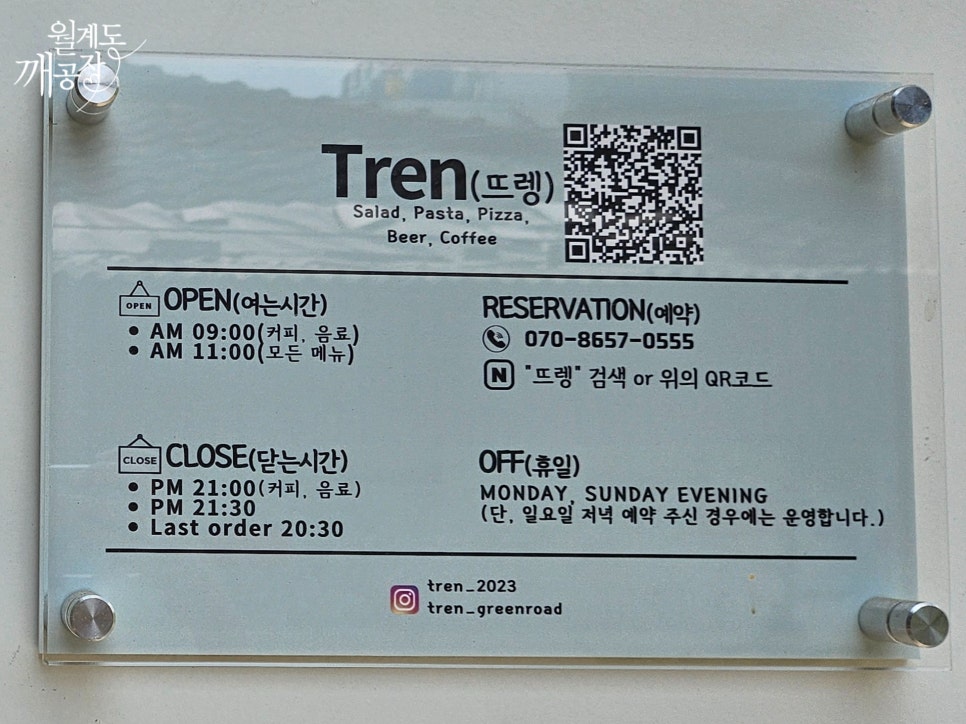 월계동
깨공장
Tren(뜨렝)
Salad, Pasta, Pizza,
Beer, Coffee
OPEN
OPEN(여는시간)
• AM 09:00(커피, 음료)
• AM 11:00(모든 메뉴)
RESERVATION(예약)
070-8657-0555
N "뜨렝" 검색 or 위의 QR코드
CLOSE
CLOSE(닫는시간)
• PM 21:00(커피, 음료)
• PM 21:30
• Last order 20:30
OFF(휴일)
MONDAY, SUNDAY EVENING
(단, 일요일 저녁 예약 주신 경우에는 운영합니다.)
tren_2023
tren_greenroad